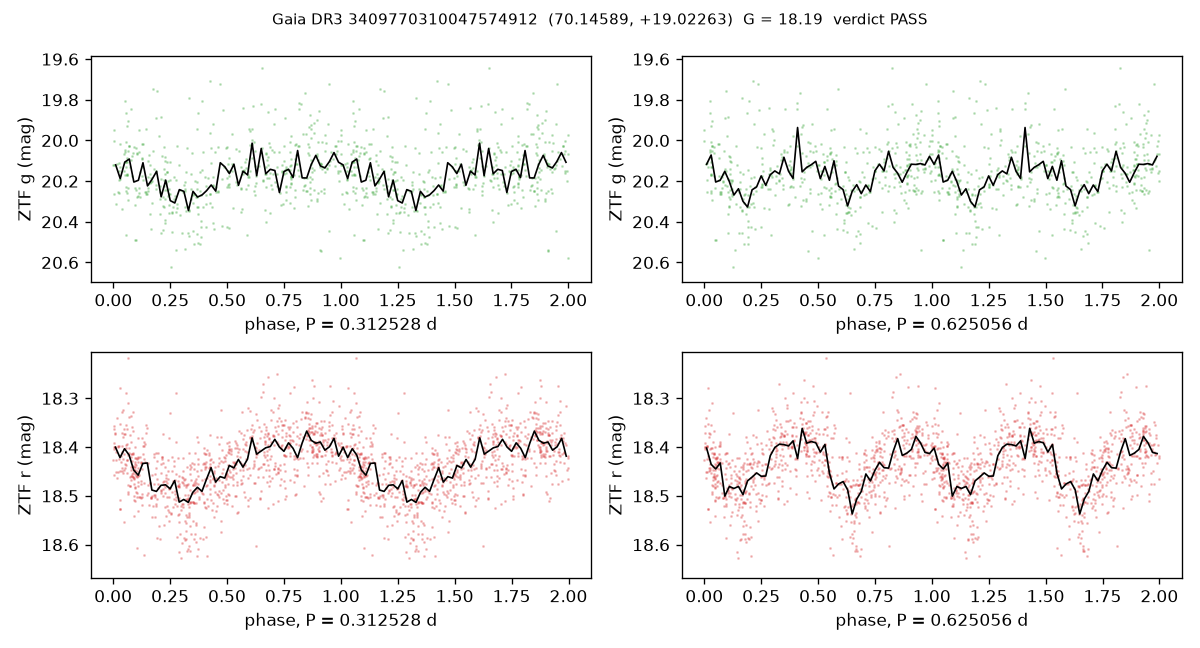 Gaia DR3 3409770310047574912 (70.14589, +19.02263) G = 18.19 verdict PASS
ZTF g (mag)
19.6
19.8
20.0
20.2
20.4
20.6
0.00 0.25 0.50 0.75 1.00 1.25 1.50 1.75 2.00
phase, P = 0.312528 d
ZTF g (mag)
19.6
19.8
20.0
20.2
20.4
20.6
0.00 0.25 0.50 0.75 1.00 1.25 1.50 1.75 2.00
phase, P = 0.625056 d
ZTF r (mag)
18.3
18.4
18.5
18.6
0.00 0.25 0.50 0.75 1.00 1.25 1.50 1.75 2.00
phase, P = 0.312528 d
ZTF r (mag)
18.3
18.4
18.5
18.6
0.00 0.25 0.50 0.75 1.00 1.25 1.50 1.75 2.00
phase, P = 0.625056 d